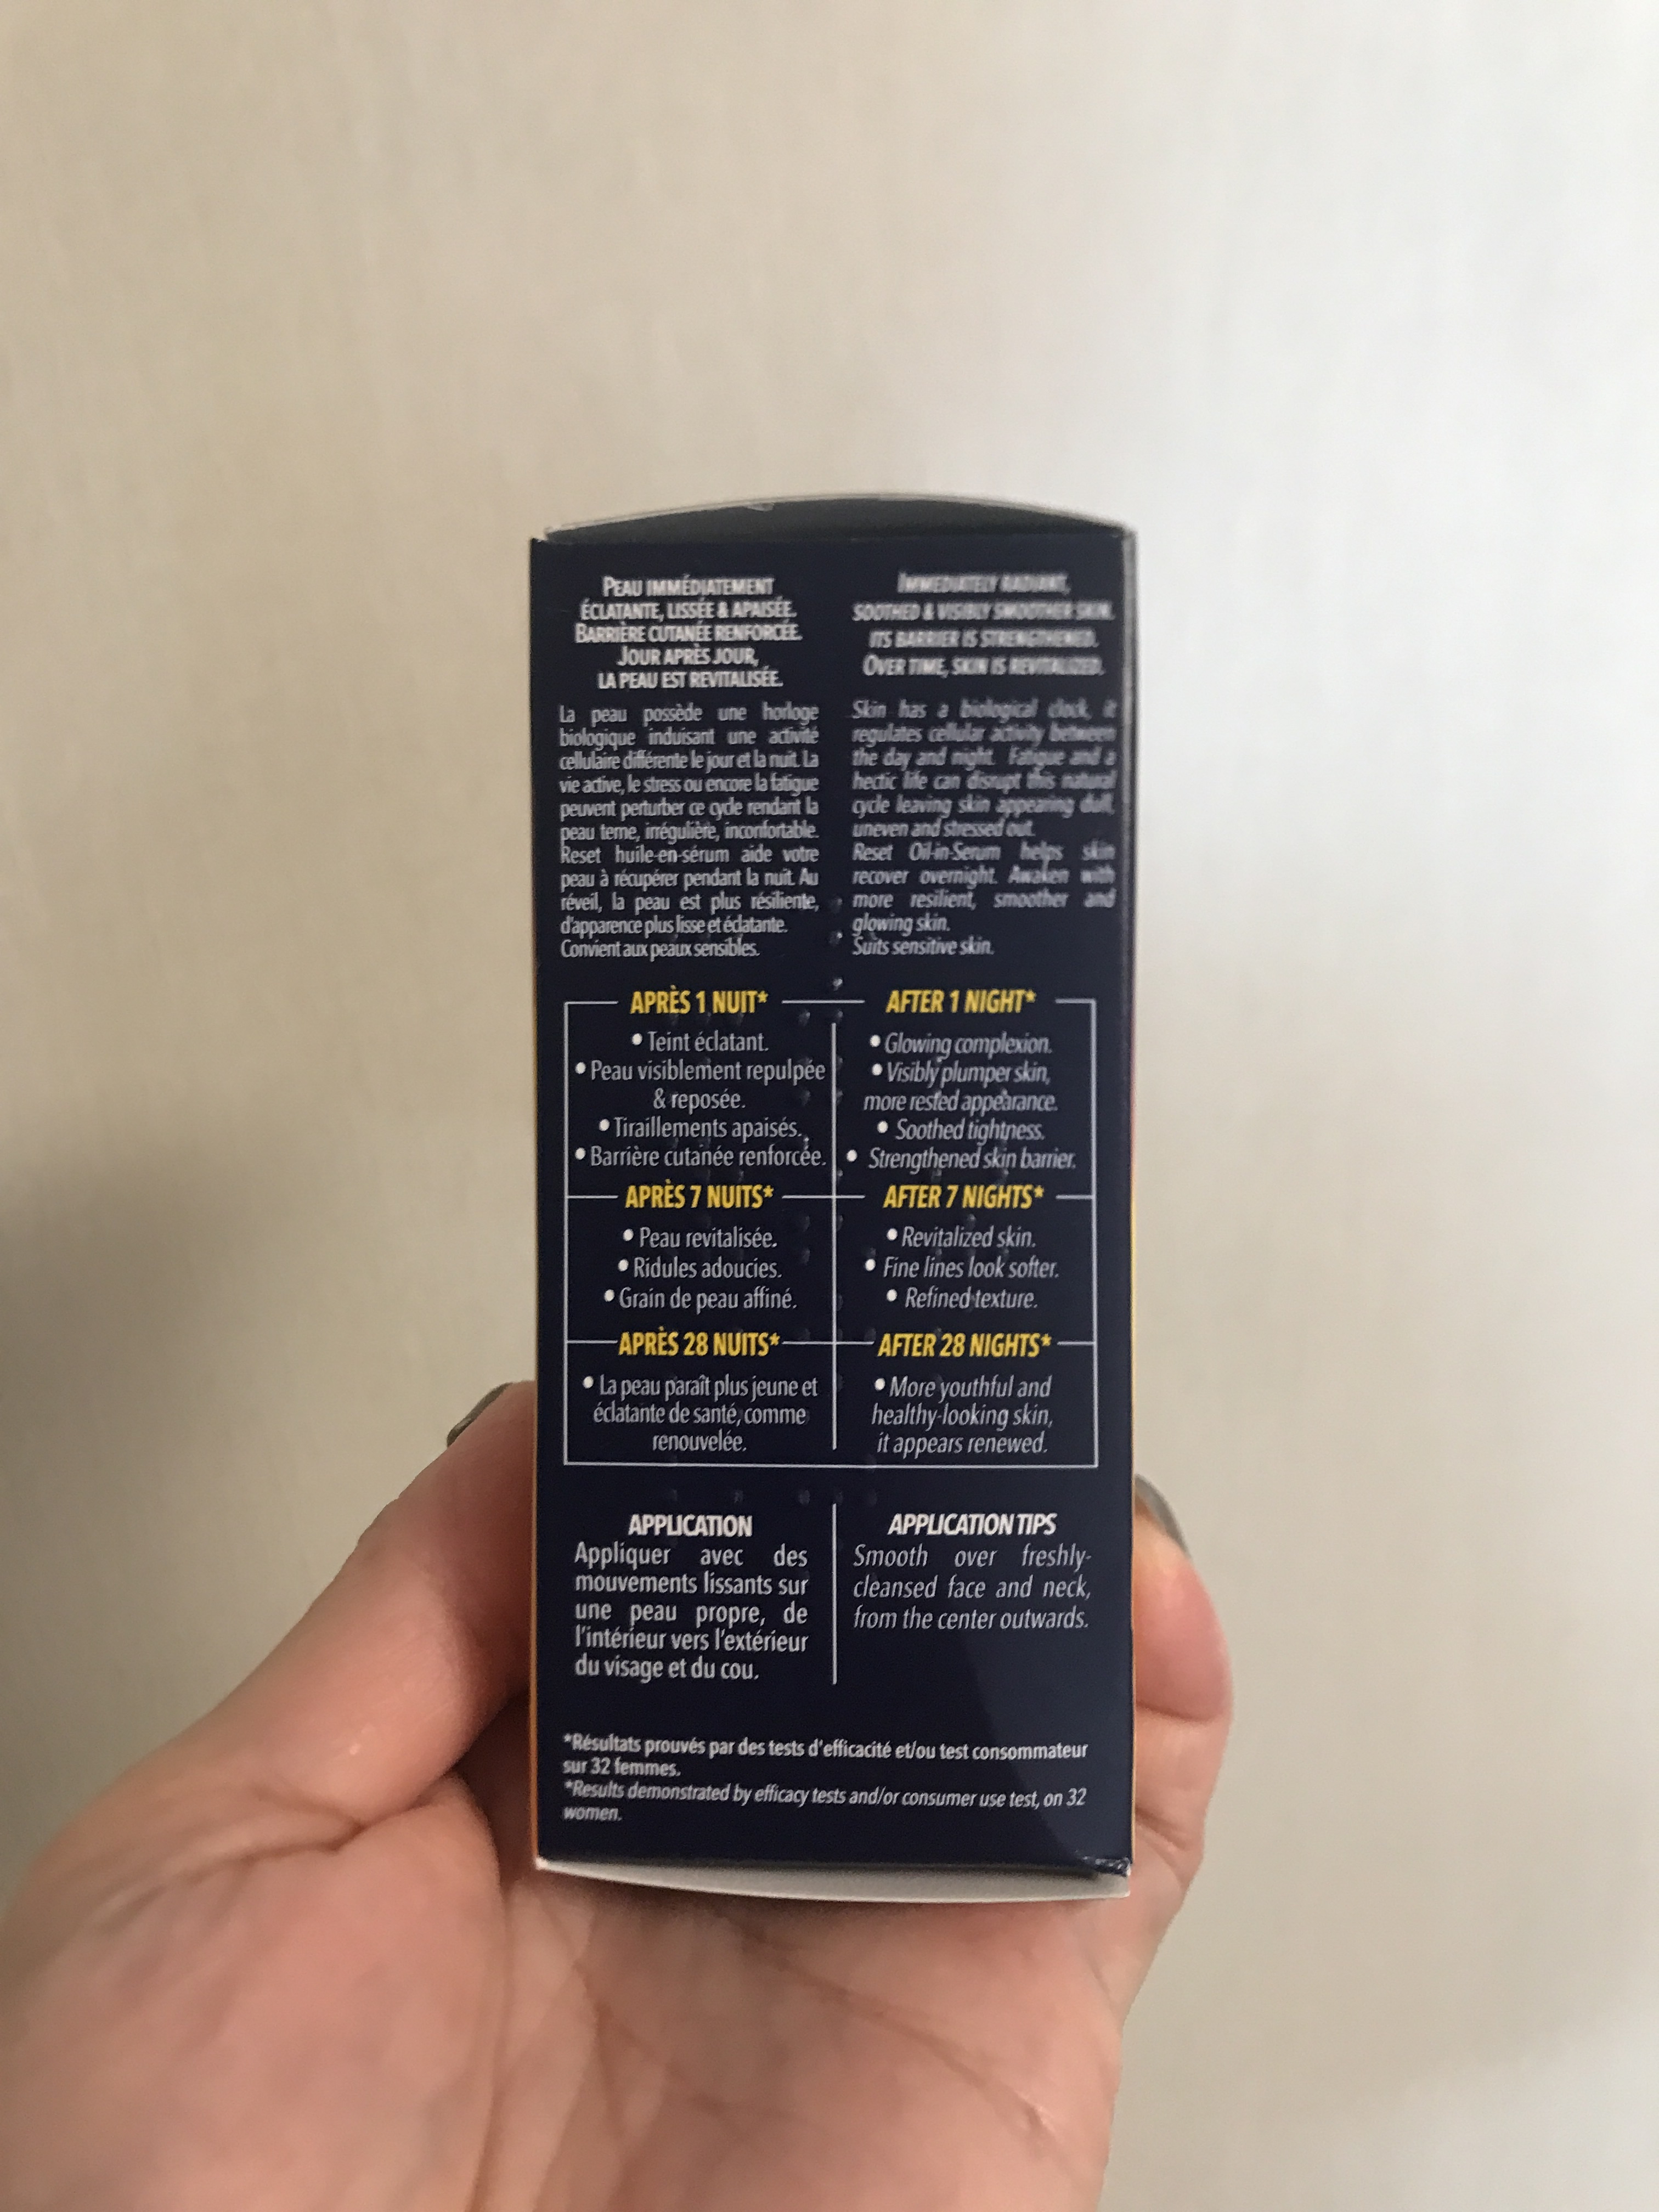 PEAU IMMÉDIATEMENT
ÉCLATANTE, LISSÉE & APAISÉE.
BARRIÈRE CUTANÉE RENFORCÉE.
JOUR APRÈS JOUR,
LA PEAU EST REVITALISÉE.
La peau possède une horloge
biologique induisant une activité
cellulaire différente le jour et la nuit. La
vie active, le stress ou encore la fatigue
peuvent perturber ce cycle rendant la
peau terne, irrégulière, inconfortable.
Reset huile-en-sérum aide votre
peau à récupérer pendant la nuit. Au
réveil, la peau est plus résiliente,
d'apparence plus lisse et éclatante.
Convient aux peaux sensibles.
IMMEDIATELY RADIANT,
SOOTHED & VISIBLY SMOOTHER SKIN.
ITS BARRIER IS STRENGTHENED.
OVER TIME, SKIN IS REVITALIZED.
Skin has a biological clock, it
regulates cellular activity between
the day and night. Fatigue and a
hectic life can disrupt this natural
cycle leaving skin appearing dull,
uneven and stressed out.
Reset Oil-in-Serum helps skin
recover overnight. Awaken with
more resilient, smoother and
glowing skin.
Suits sensitive skin.
APRÈS 1 NUIT*
• Teint éclatant.
• Peau visiblement repulpée
& reposée.
• Tiraillements apaisés.
• Barrière cutanée renforcée.
AFTER 1 NIGHT*
• Glowing complexion.
• Visibly plumper skin,
more rested appearance.
• Soothed tightness.
• Strengthened skin barrier.
APRÈS 7 NUITS*
• Peau revitalisée.
• Ridules adoucies.
• Grain de peau affiné.
AFTER 7 NIGHTS*
• Revitalized skin.
• Fine lines look softer.
• Refined texture.
APRÈS 28 NUITS*
• La peau paraît plus jeune et
éclatante de santé, comme
renouvelée.
AFTER 28 NIGHTS*
• More youthful and
healthy-looking skin,
it appears renewed.
APPLICATION
Appliquer avec des
mouvements lissants sur
une peau propre, de
l'intérieur vers l'extérieur
du visage et du cou.
APPLICATION TIPS
Smooth over freshly-
cleansed face and neck,
from the center outwards.
*Résultats prouvés par des tests d'efficacité et/ou test consommateur
sur 32 femmes.
*Results demonstrated by efficacy tests and/or consumer use test, on 32
women.